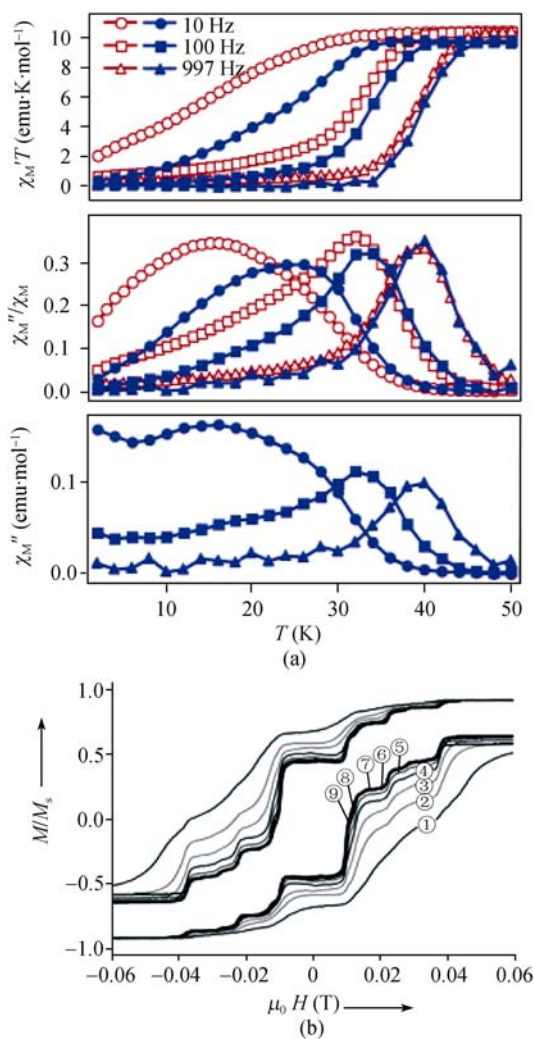 10
8
6
4
2
0
χM'T (emu·K·mol⁻¹)
10 Hz
100 Hz
997 Hz
0.3
0.2
0.1
0.0
χM''/χM
0.1
0.0
χM'' (emu·mol⁻¹)
10 20 30 40 50
T (K)
(a)
1.0
0.5
0.0
−0.5
−1.0
M/Ms
⑨ ⑧ ⑦ ⑥ ⑤ ④ ③ ② ①
−0.06 −0.04 −0.02 0 0.02 0.04 0.06
μ0 H (T)
(b)